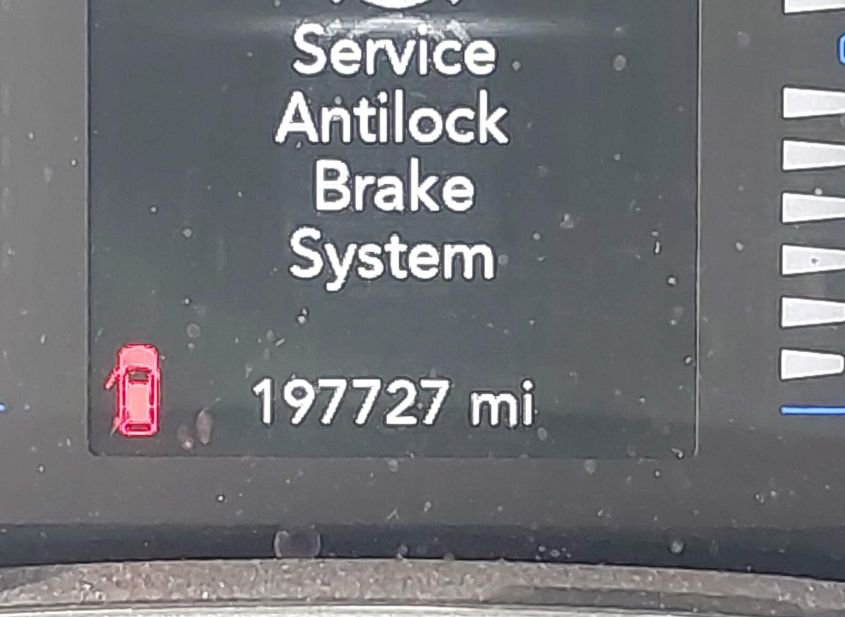 Service
Antilock
Brake
System
197727 mi